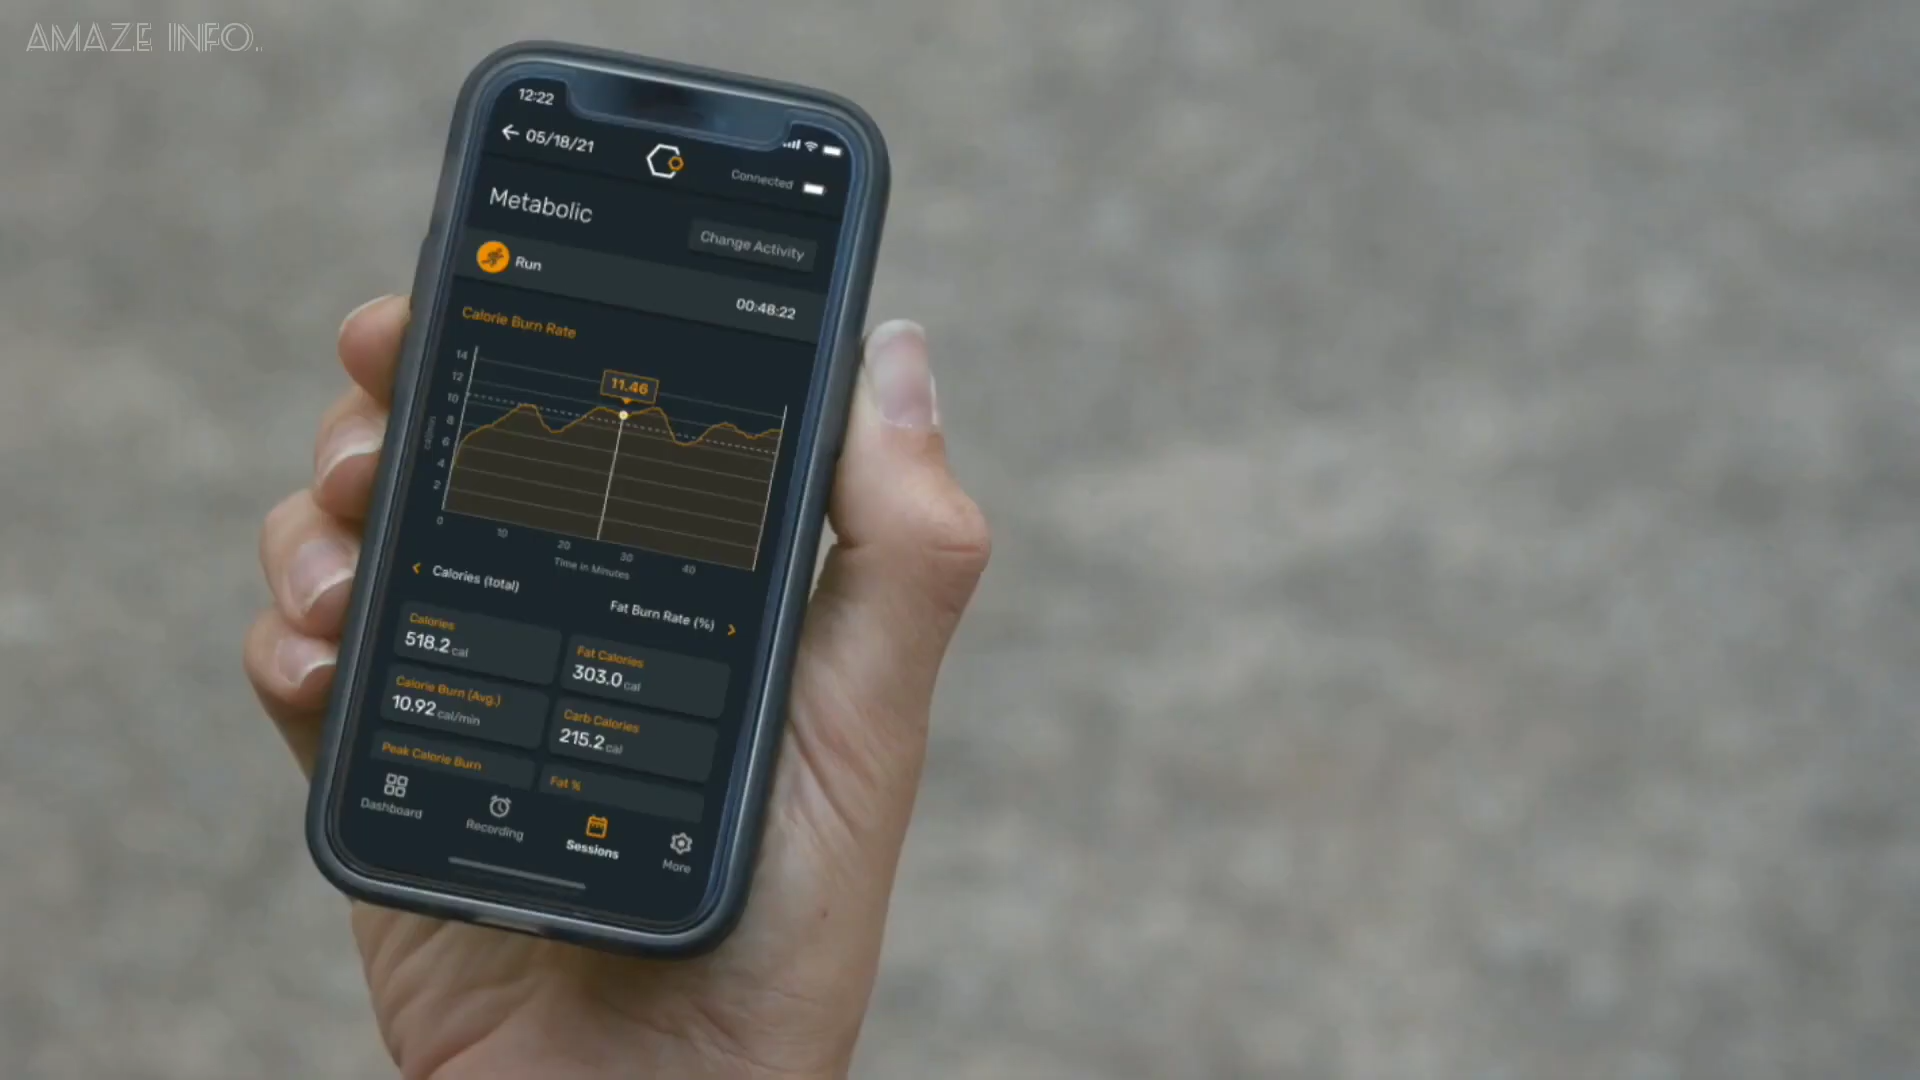 AMAZE INFO.
12:22
05/18/21
Connected
Metabolic
Change Activity
Run
00:48:22
Calorie Burn Rate
11.46
14
12
10
8
6
4
2
0
10
20
30
40
cal/min
Time in Minutes
Calories (total)
Fat Burn Rate (%)
Calories
518.2 cal
Fat Calories
303.0 cal
Calorie Burn (Avg.)
10.92 cal/min
Carb Calories
215.2 cal
Peak Calorie Burn
Fat %
Dashboard
Recording
Sessions
More